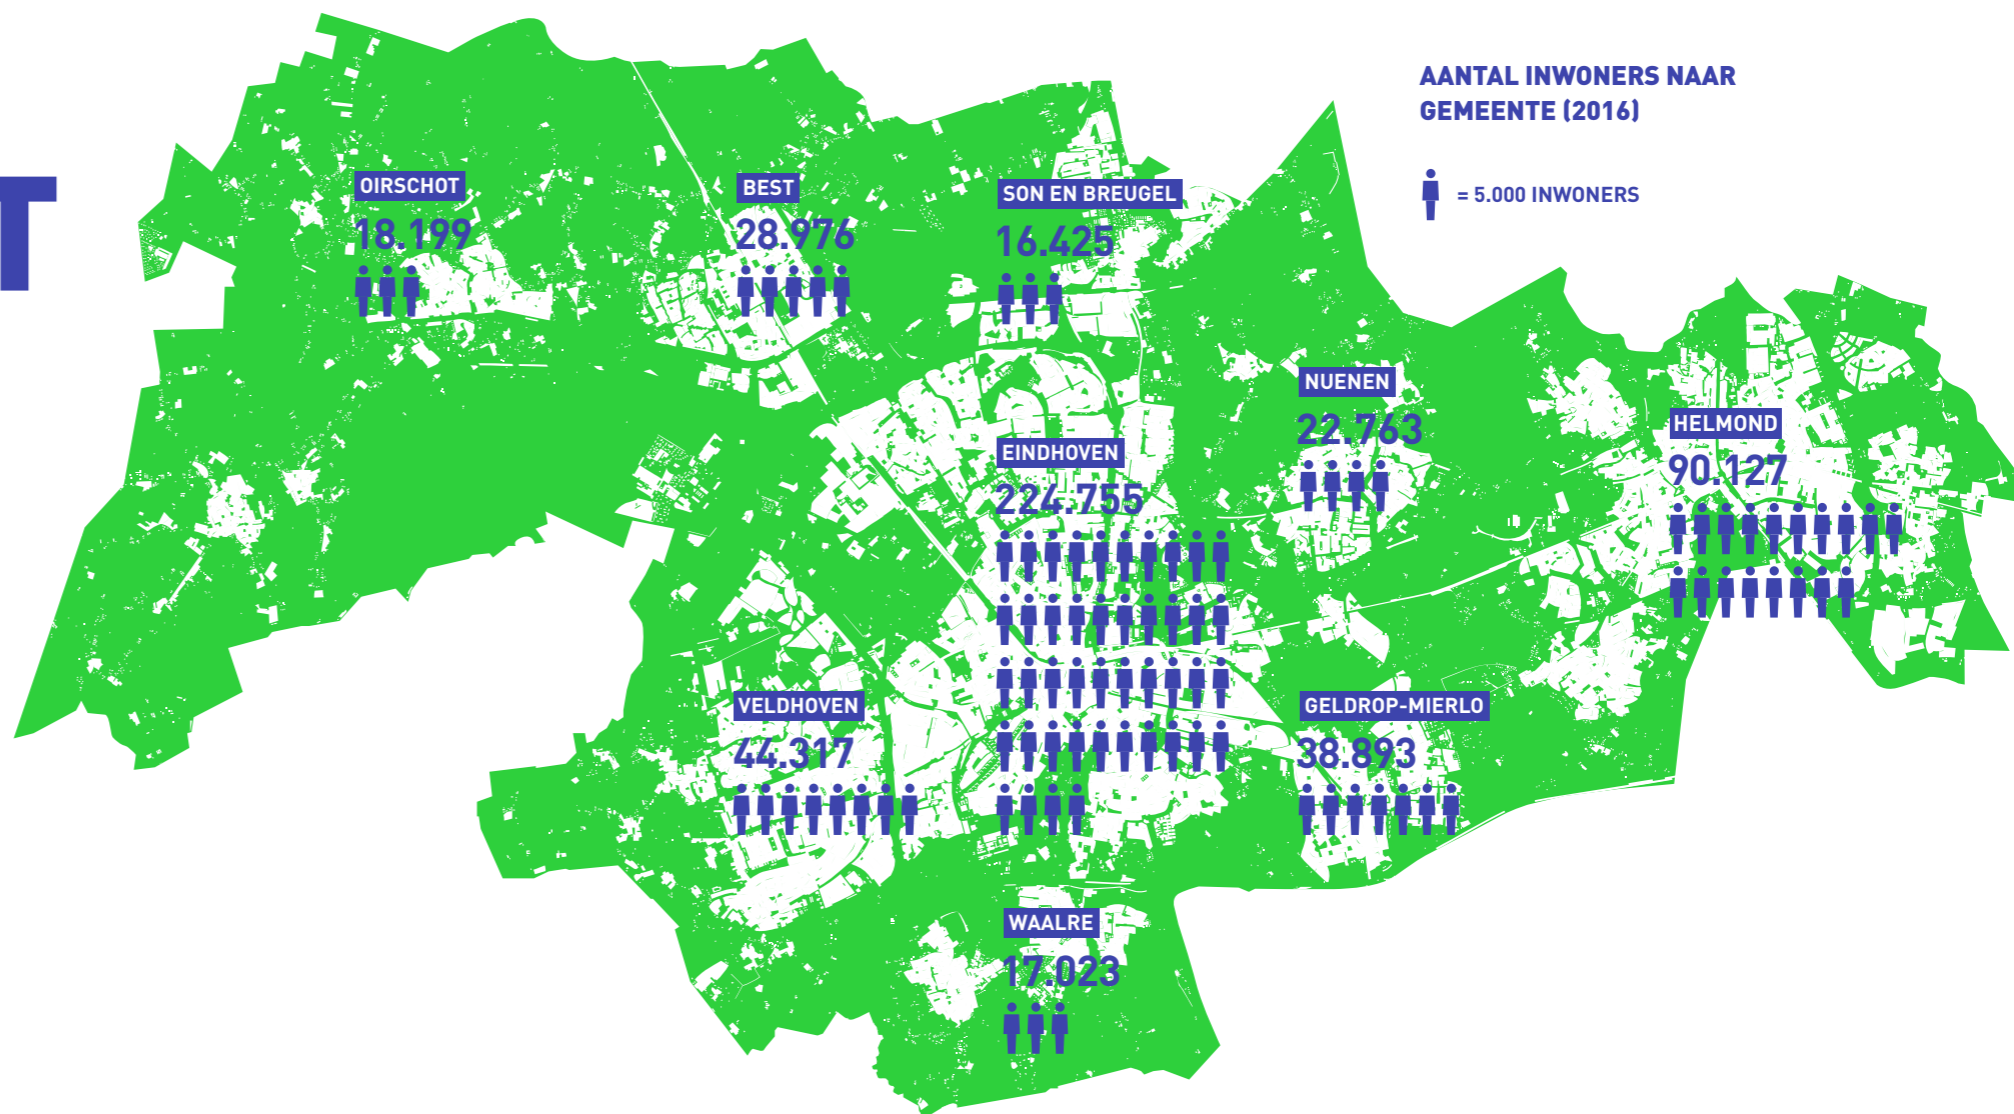 T
AANTAL INWONERS NAAR
GEMEENTE (2016)
= 5.000 INWONERS
OIRSCHOT
18.199
BEST
28.976
SON EN BREUGEL
16.425
NUENEN
22.763
HELMOND
90.127
EINDHOVEN
224.755
VELDHOVEN
44.317
GELDROP-MIERLO
38.893
WAALRE
17.023